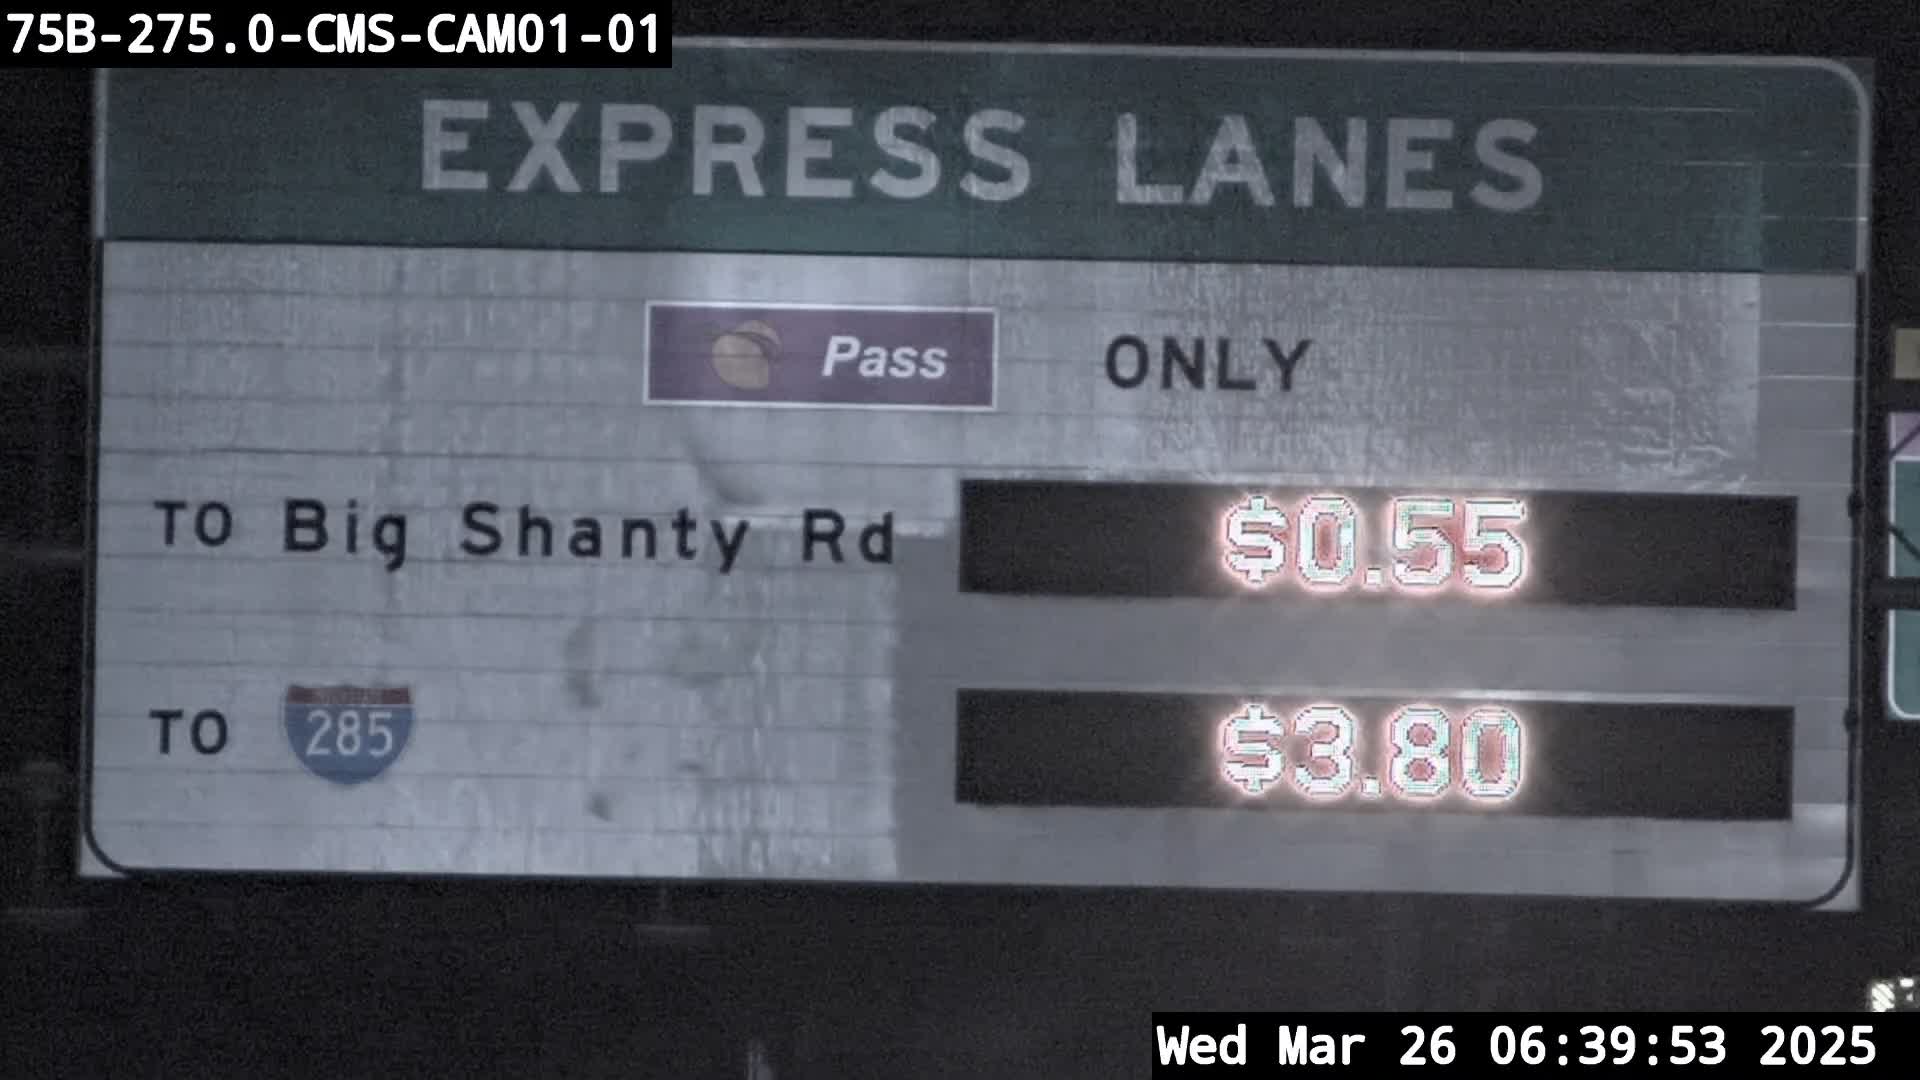 75B-275.0-CMS-CAM01-01
EXPRESS LANES
Pass ONLY
TO Big Shanty Rd $0.55
TO 285 $3.80
Wed Mar 26 06:39:53 2025